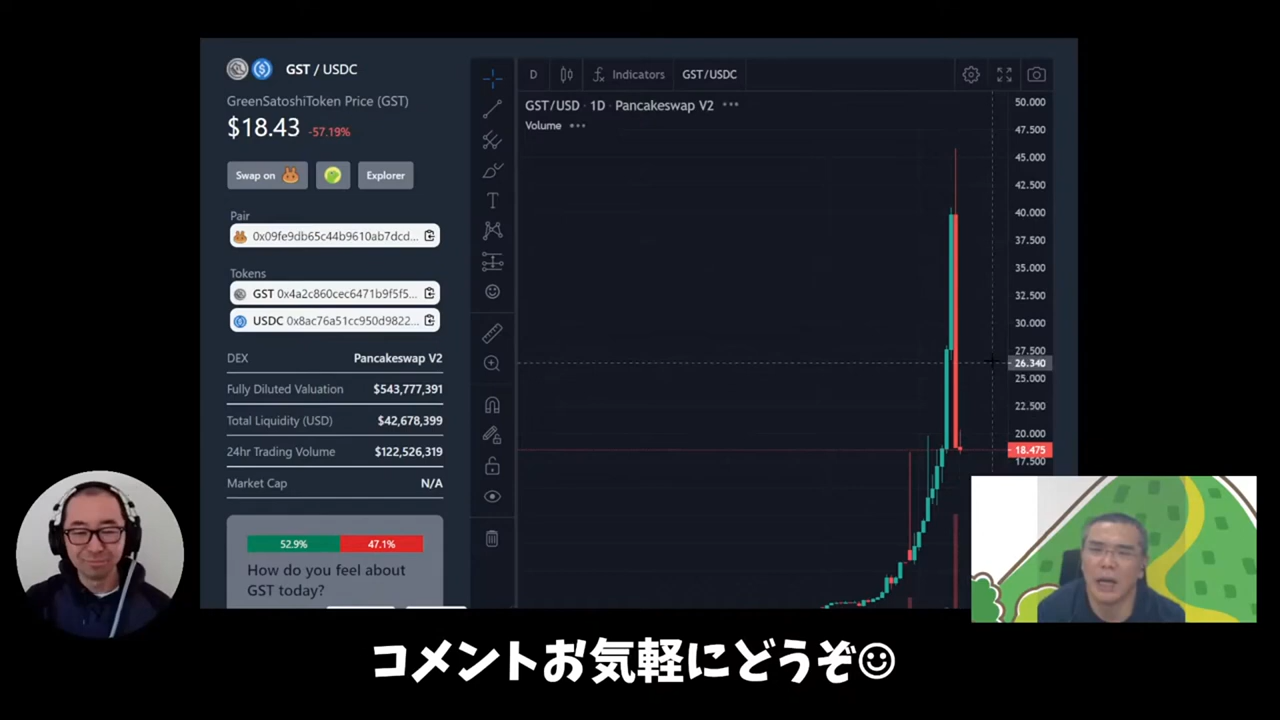 GST / USDC
GreenSatoshiToken Price (GST)
$18.43 -57.19%
Swap on
Explorer
Pair
0x09fe9db65c44b9610ab7dcd...
Tokens
GST 0x4a2c860cec6471b9f5f5...
USDC 0x8ac76a51cc950d9822...
DEX Pancakeswap V2
Fully Diluted Valuation $543,777,391
Total Liquidity (USD) $42,678,399
24hr Trading Volume $122,526,319
Market Cap N/A
52.9% 47.1%
How do you feel about
GST today?
D Indicators GST/USDC
GST/USD · 1D · Pancakeswap V2
Volume
50.000
47.500
45.000
42.500
40.000
37.500
35.000
32.500
30.000
27.500
26.340
25.000
22.500
20.000
18.475
17.500
コメントお気軽にどうぞ☺